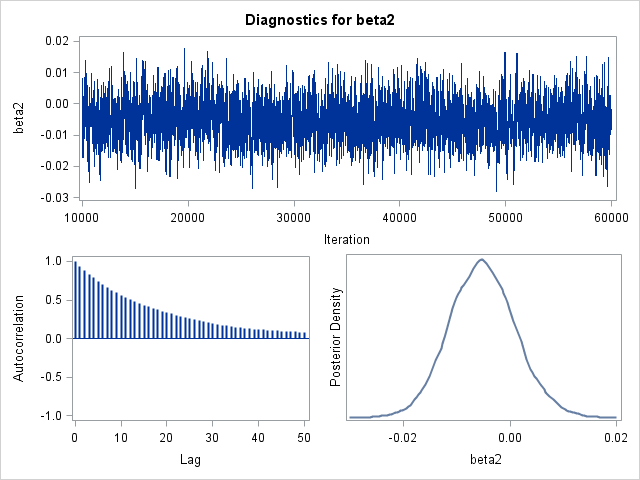 Diagnostics for beta2
beta2
0.02
0.01
0.00
-0.01
-0.02
-0.03
10000 20000 30000 40000 50000 60000
Iteration
Autocorrelation
1.0
0.5
0.0
-0.5
-1.0
0 10 20 30 40 50
Lag
Posterior Density
-0.02 0.00 0.02
beta2